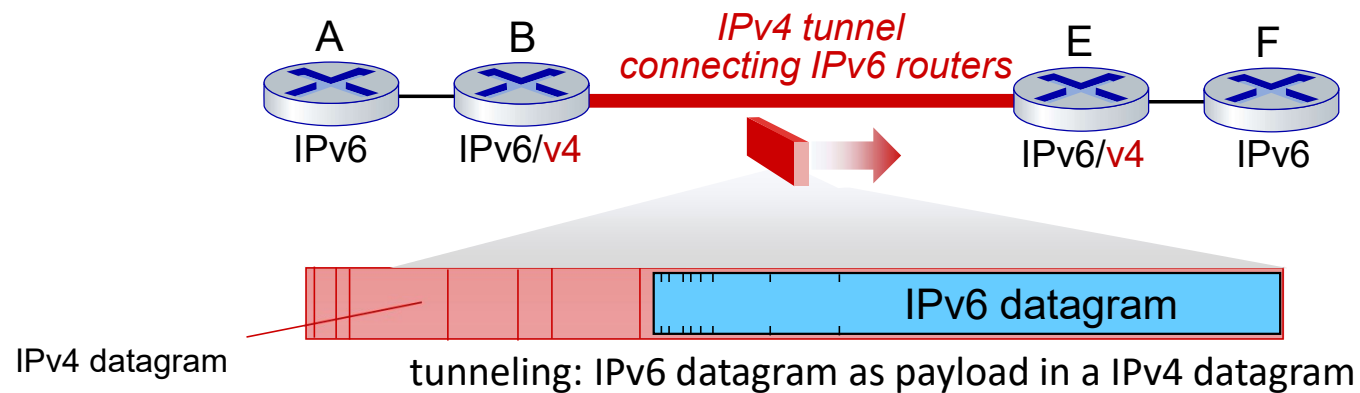 A
B
IPv4 tunnel
connecting IPv6 routers
E
F
IPv6
IPv6/v4
IPv6/v4
IPv6
IPv6 datagram
IPv4 datagram
tunneling: IPv6 datagram as payload in a IPv4 datagram